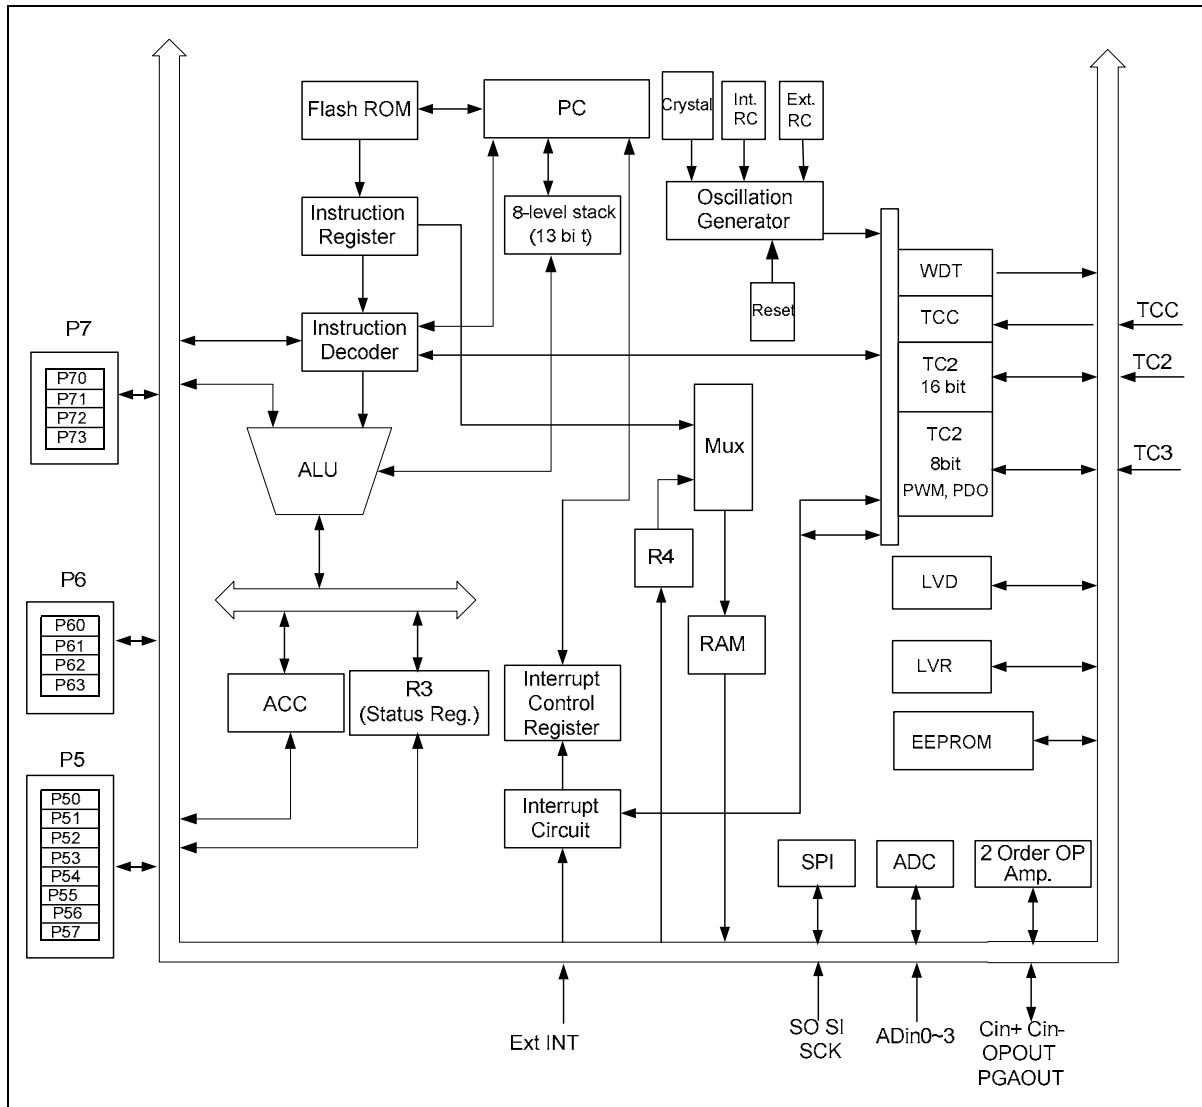 Flash ROM
PC
Crystal
Int.
RC
Ext.
RC
Instruction
Register
8-level stack
(13 bi t)
Oscillation
Generator
WDT
Reset
TCC
TCC
P7
Instruction
Decoder
TC2
16 bit
TC2
P70
P71
P72
P73
ALU
Mux
TC2
8bit
PWM, PDO
TC3
R4
P6
LVD
P60
P61
P62
P63
RAM
LVR
ACC
R3
(Status Reg.)
Interrupt
Control
Register
EEPROM
P5
P50
P51
P52
P53
P54
P55
P56
P57
Interrupt
Circuit
SPI
ADC
2 Order OP
Amp.
Ext INT
SO SI
SCK
ADin0~3
Cin+ Cin-
OPOUT
PGAOUT